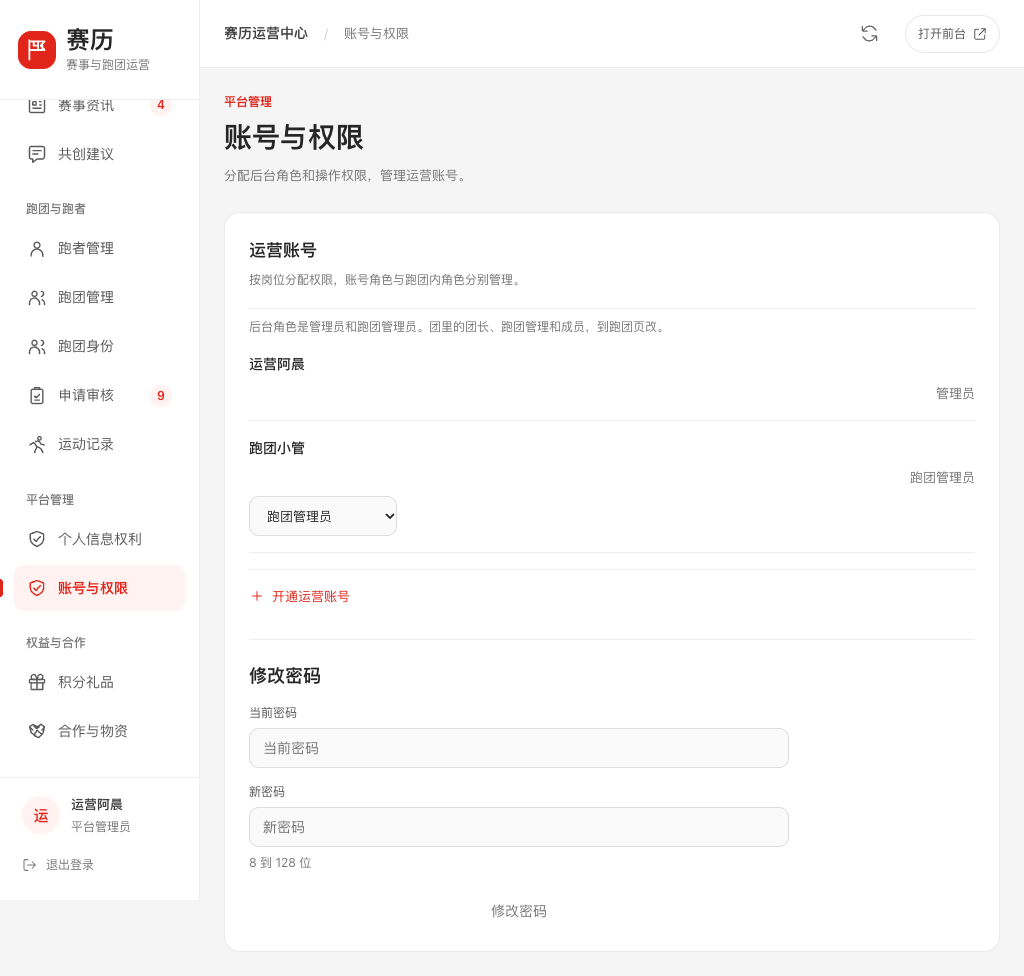 赛历
赛事与跑团运营
赛事资讯 4
共创建议
跑团与跑者
跑者管理
跑团管理
跑团身份
申请审核 9
运动记录
平台管理
个人信息权利
账号与权限
权益与合作
积分礼品
合作与物资
运 运营阿晨
平台管理员
退出登录
赛历运营中心 / 账号与权限
打开前台
平台管理
账号与权限
分配后台角色和操作权限，管理运营账号。
运营账号
按岗位分配权限，账号角色与跑团内角色分别管理。
后台角色是管理员和跑团管理员。团里的团长、跑团管理和成员，到跑团页改。
运营阿晨
管理员
跑团小管
跑团管理员
跑团管理员
开通运营账号
修改密码
当前密码
当前密码
新密码
新密码
8 到 128 位
修改密码